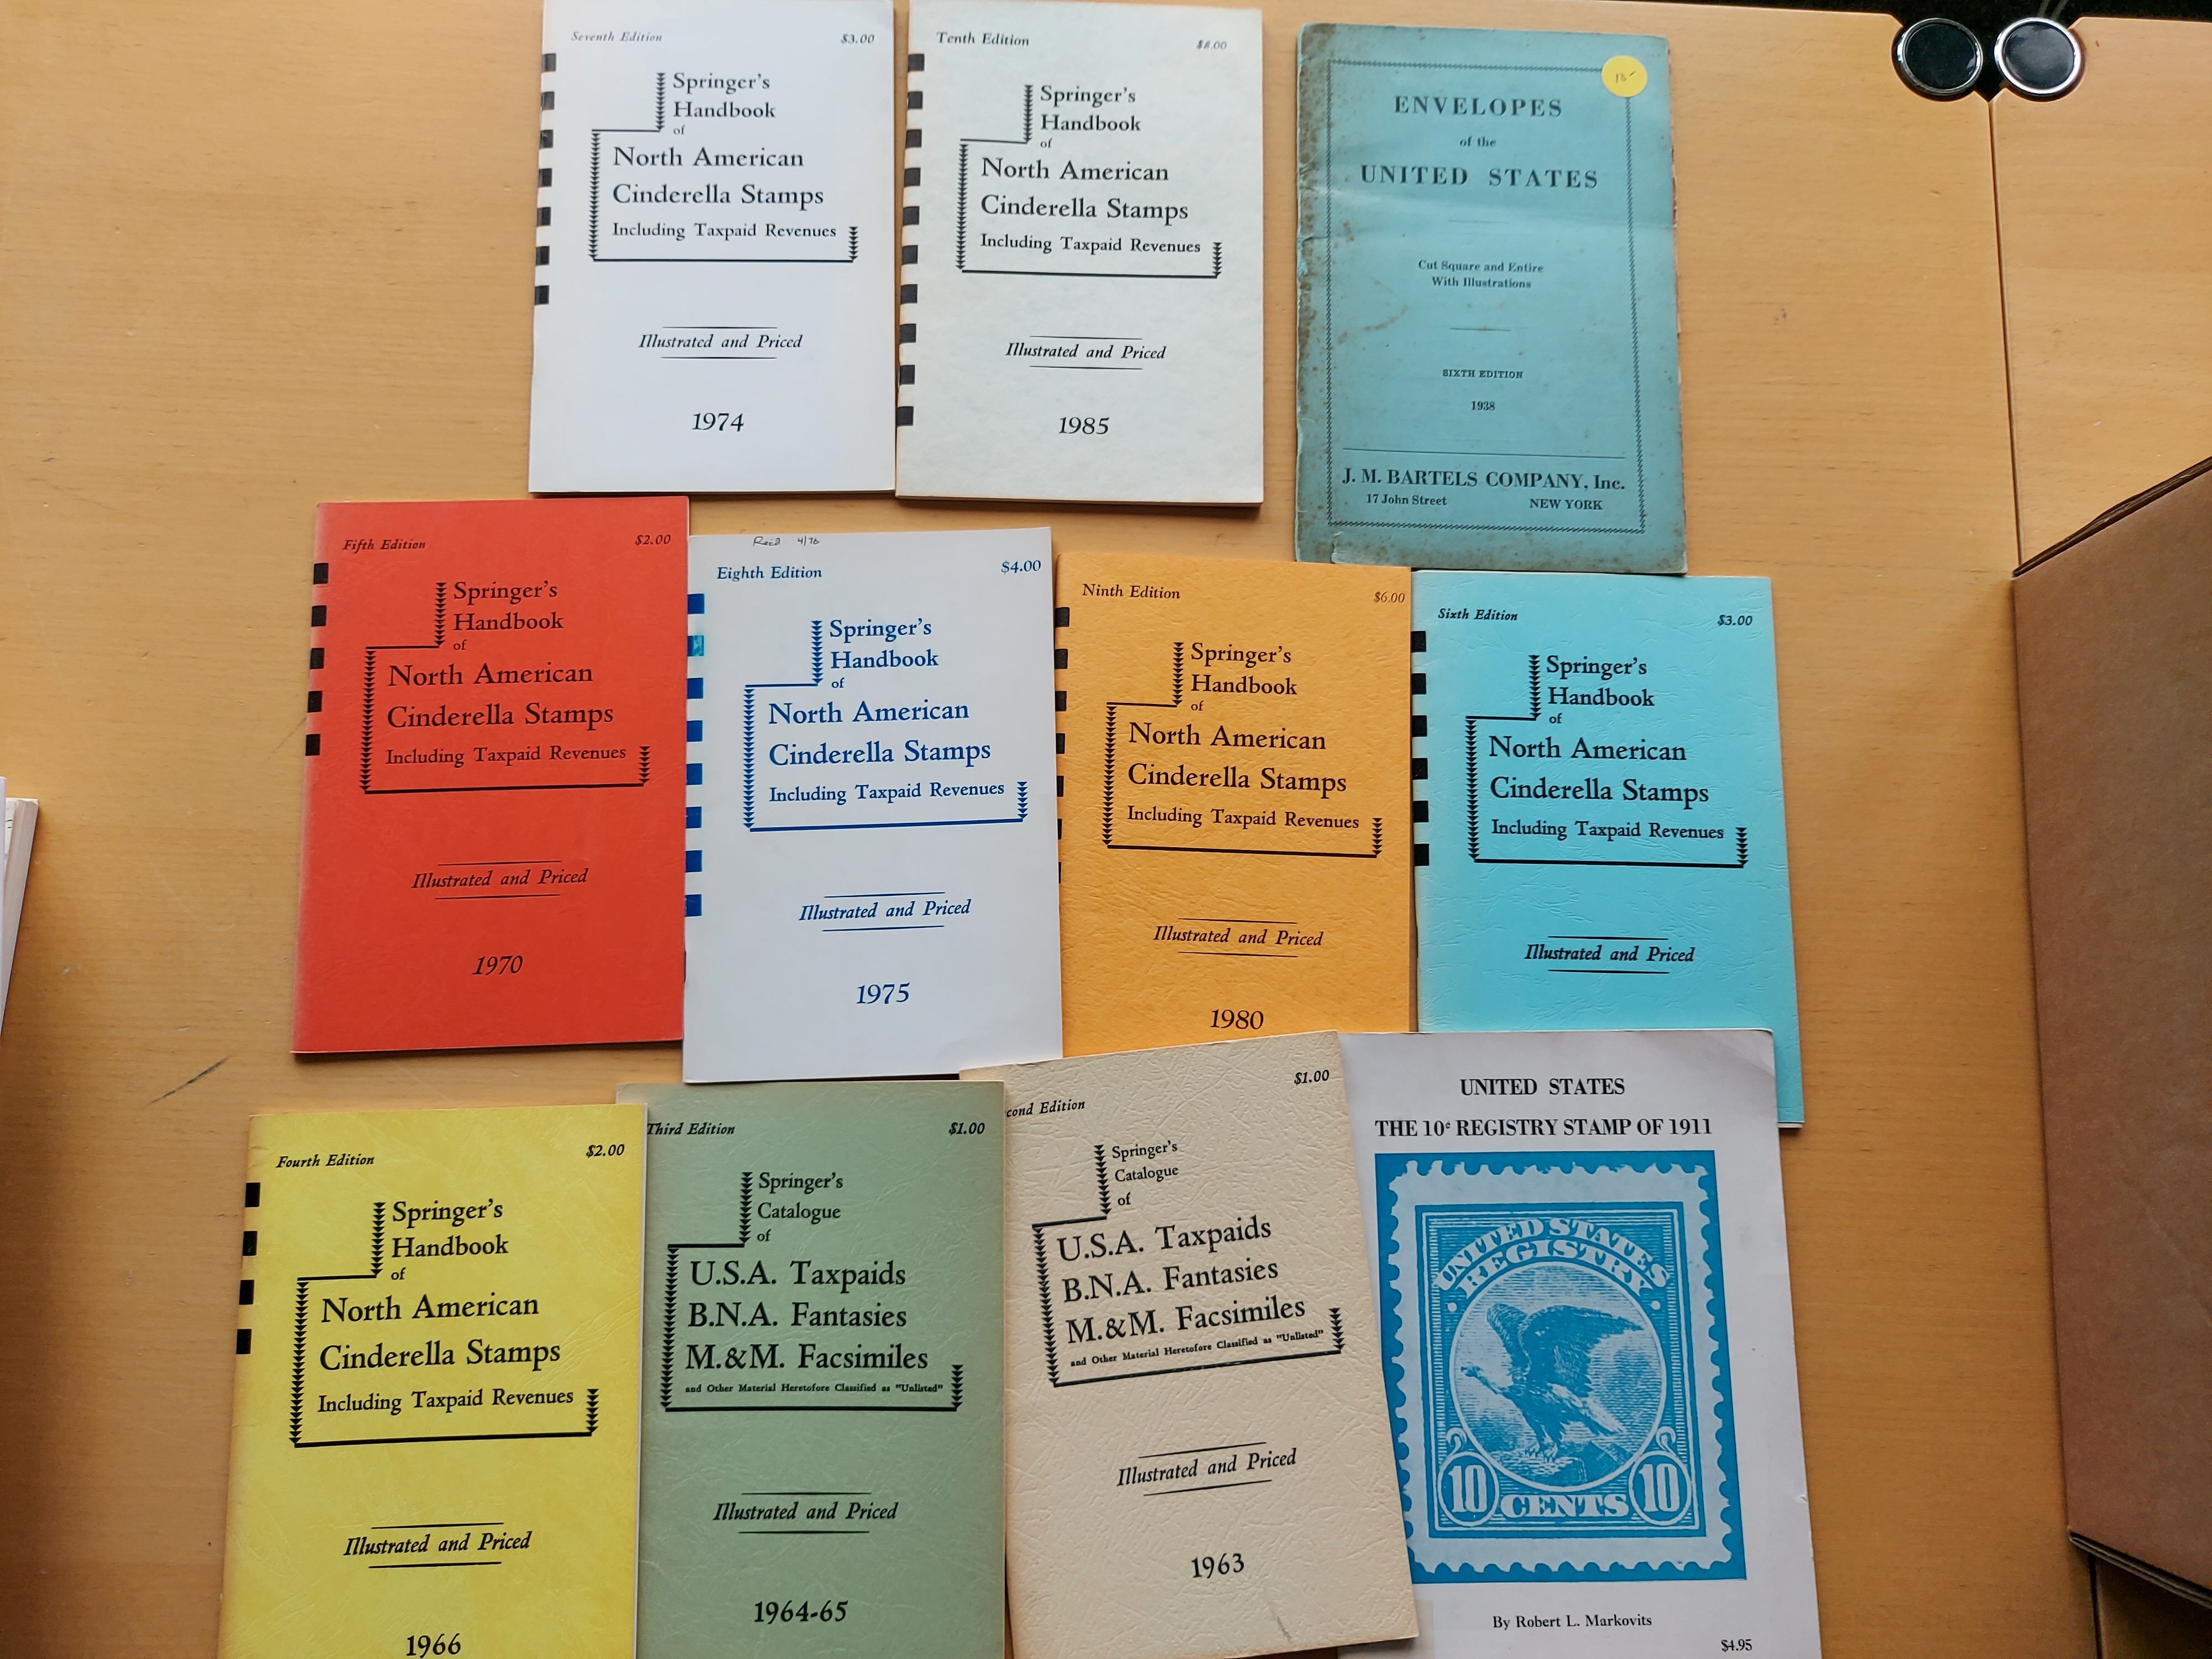 Seventh Edition $3.00
Springer's
Handbook
of
North American
Cinderella Stamps
Including Taxpaid Revenues
Illustrated and Priced
1974
Tenth Edition $8.00
Springer's
Handbook
of
North American
Cinderella Stamps
Including Taxpaid Revenues
Illustrated and Priced
1985
ENVELOPES
of the
UNITED STATES
Cut Square and Entire
With Illustrations
SIXTH EDITION
1938
J. M. BARTELS COMPANY, Inc.
17 John Street NEW YORK
Fifth Edition $2.00
Springer's
Handbook
of
North American
Cinderella Stamps
Including Taxpaid Revenues
Illustrated and Priced
1970
Rec'd 4/76
Eighth Edition $4.00
Springer's
Handbook
of
North American
Cinderella Stamps
Including Taxpaid Revenues
Illustrated and Priced
1975
Ninth Edition $6.00
Springer's
Handbook
of
North American
Cinderella Stamps
Including Taxpaid Revenues
Illustrated and Priced
1980
Sixth Edition $3.00
Springer's
Handbook
of
North American
Cinderella Stamps
Including Taxpaid Revenues
Illustrated and Priced
Fourth Edition $2.00
Springer's
Handbook
of
North American
Cinderella Stamps
Including Taxpaid Revenues
Illustrated and Priced
1966
Third Edition $1.00
Springer's
Catalogue
of
U.S.A. Taxpaids
B.N.A. Fantasies
M.&M. Facsimiles
and Other Material Heretofore Classified as "Unlisted"
Illustrated and Priced
1964-65
cond Edition $1.00
Springer's
Catalogue
of
U.S.A. Taxpaids
B.N.A. Fantasies
M.&M. Facsimiles
and Other Material Heretofore Classified as "Unlisted"
Illustrated and Priced
1963
UNITED STATES
THE 10¢ REGISTRY STAMP OF 1911
UNITED STATES
REGISTRY
10 CENTS 10
By Robert L. Markovits
$4.95